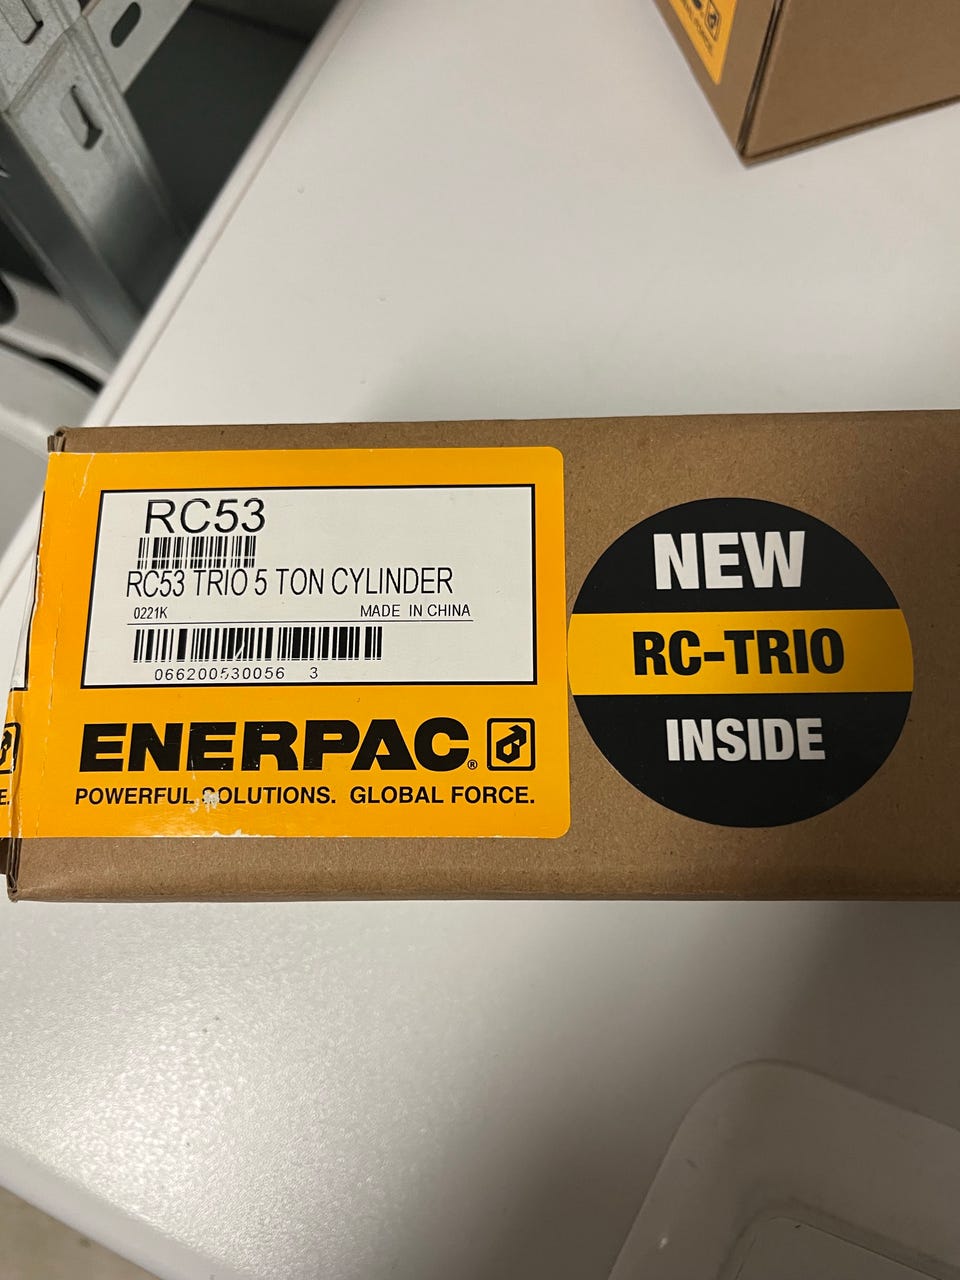 RC53
RC53 TRIO 5 TON CYLINDER
0221K MADE IN CHINA
066200530056 3
ENERPAC®
POWERFUL SOLUTIONS. GLOBAL FORCE.
NEW
RC-TRIO
INSIDE
E.
FORCE.